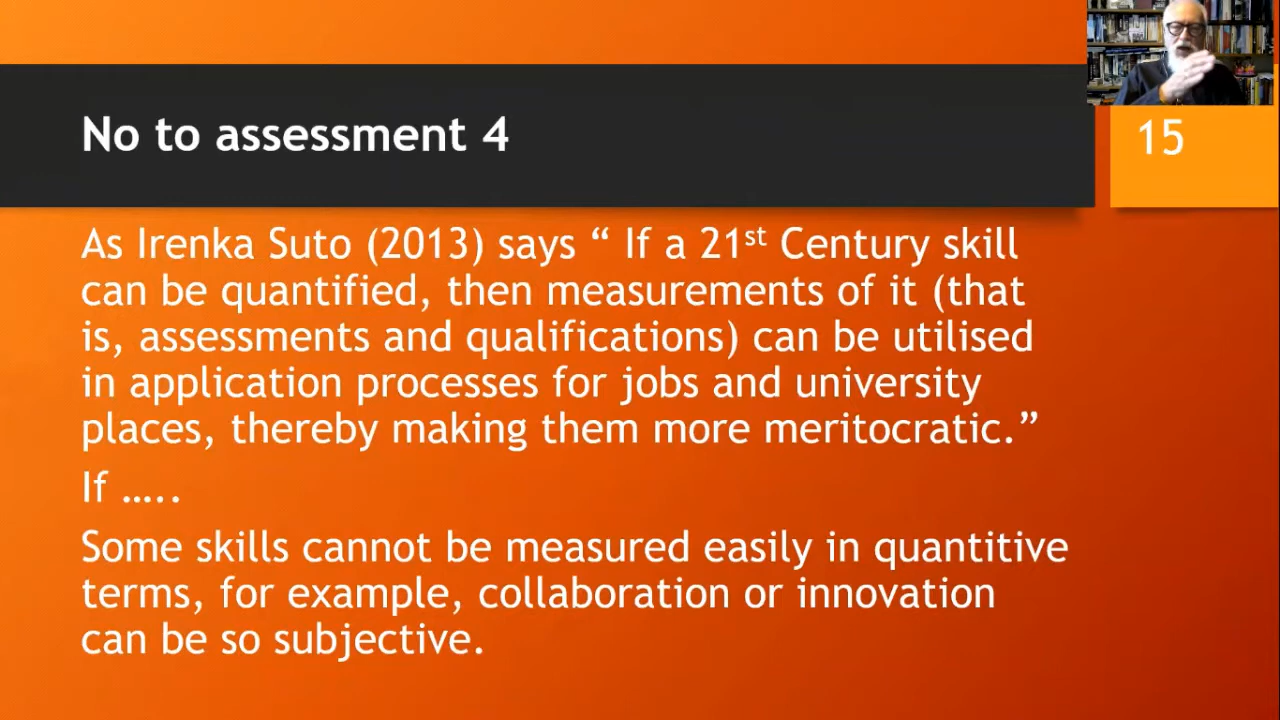 No to assessment 4
15
As Irenka Suto (2013) says “ If a 21st Century skill
can be quantified, then measurements of it (that
is, assessments and qualifications) can be utilised
in application processes for jobs and university
places, thereby making them more meritocratic.”
If …..
Some skills cannot be measured easily in quantitive
terms, for example, collaboration or innovation
can be so subjective.